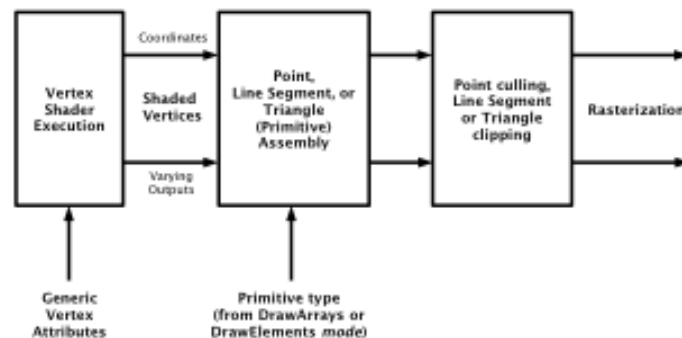 Coordinates
Vertex
Shader
Execution
Shaded
Vertices
Varying
Outputs
Point,
Line Segment, or
Triangle
(Primitive)
Assembly
Point culling,
Line Segment
or Triangle
clipping
Rasterization
Generic
Vertex
Attributes
Primitive type
(from DrawArrays or
DrawElements mode)